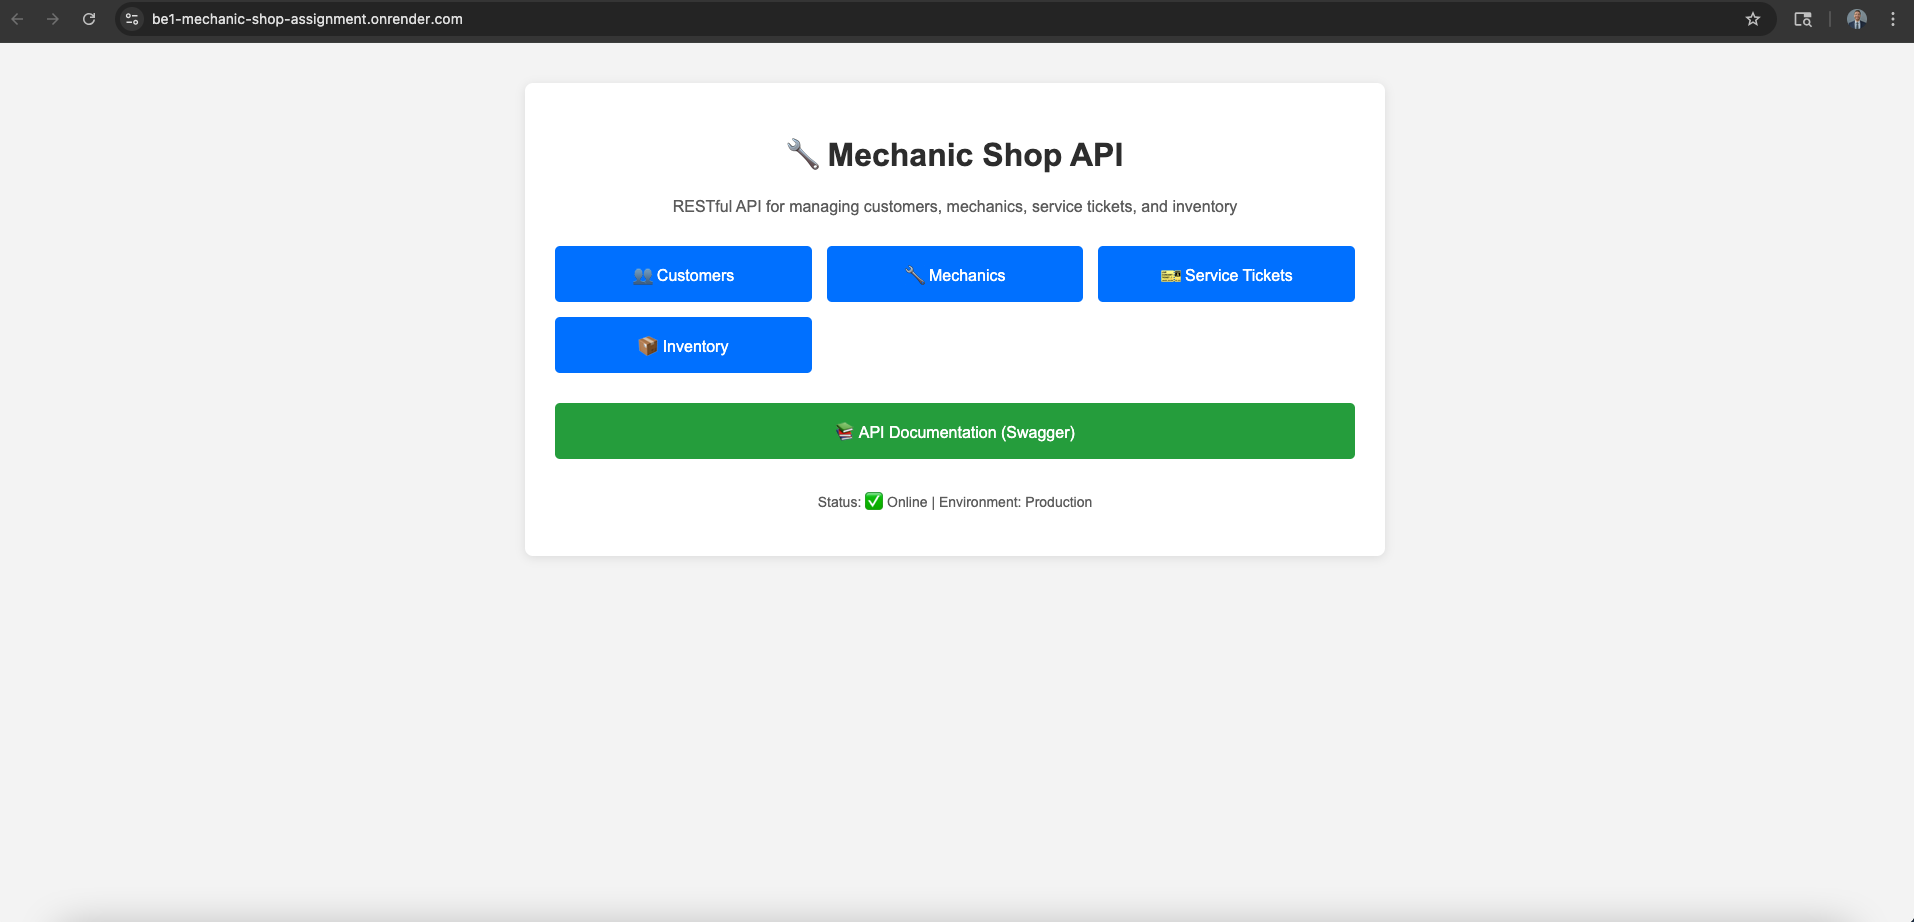 be1-mechanic-shop-assignment.onrender.com
🔧 Mechanic Shop API
RESTful API for managing customers, mechanics, service tickets, and inventory
👥 Customers
🔧 Mechanics
🎫 Service Tickets
📦 Inventory
📚 API Documentation (Swagger)
Status: ✅ Online | Environment: Production